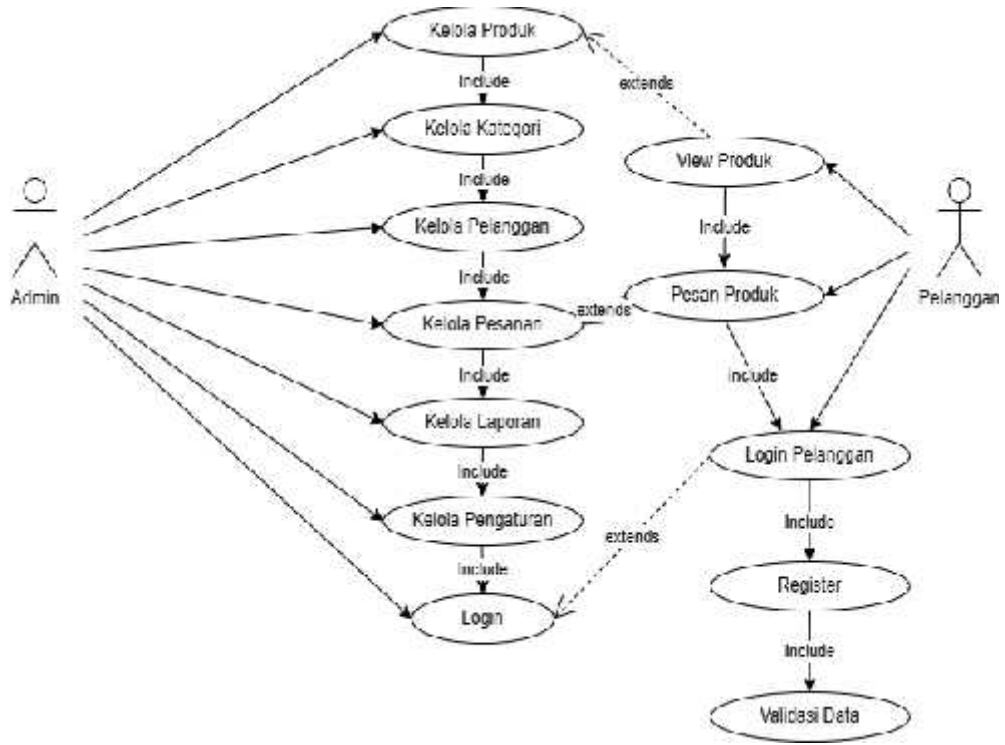 Kelola Produk
Include
extends
Kelola Kategori
View Produk
Include
Kelola Pelanggan
Include
Include
Admin
Pesan Produk
Pelanggan
Kelola Pesanan
extends
Include
Include
Kelola Laporan
Login Pelanggan
Include
Kelola Pengaturan
Include
extends
Include
Register
Login
Include
Validasi Data